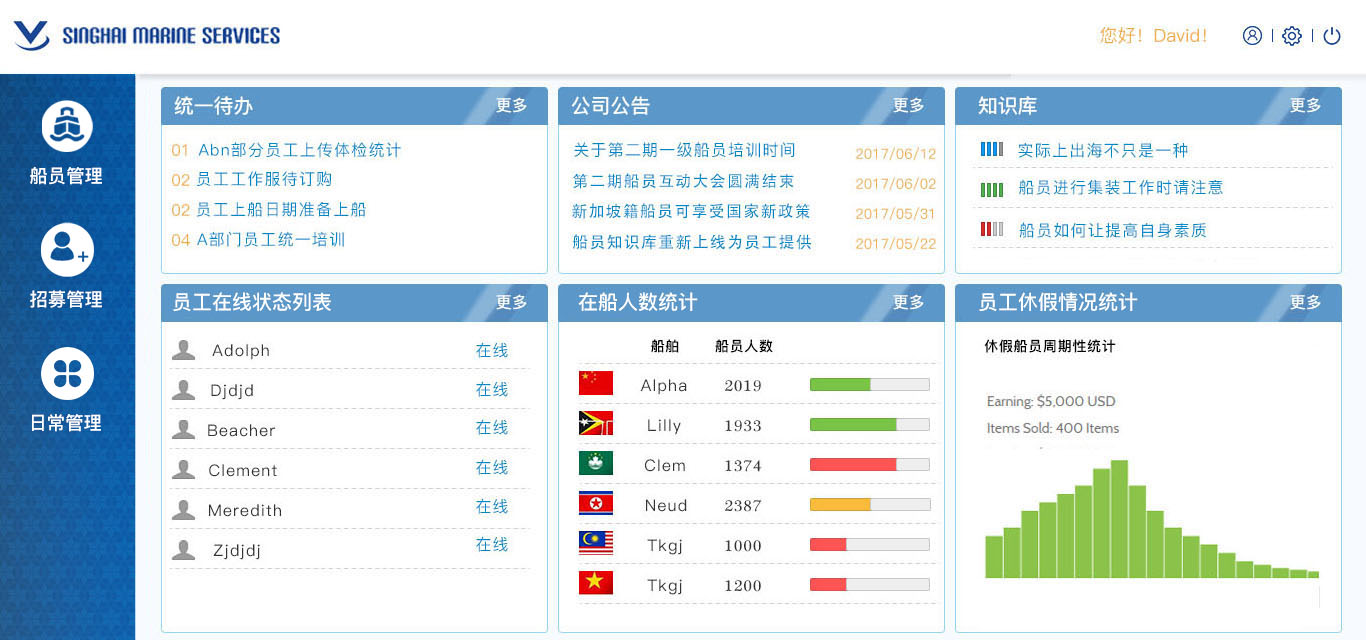 SINGHAI MARINE SERVICES
您好！David！
船员管理
招募管理
日常管理
统一待办 更多
01 Abn部分员工上传体检统计
02 员工工作服待订购
02 员工上船日期准备上船
04 A部门员工统一培训
公司公告 更多
关于第二期一级船员培训时间 2017/06/12
第二期船员互动大会圆满结束 2017/06/02
新加坡籍船员可享受国家新政策 2017/05/31
船员知识库重新上线为员工提供 2017/05/22
知识库 更多
实际上出海不只是一种
船员进行集装工作时请注意
船员如何让提高自身素质
员工在线状态列表 更多
Adolph 在线
Djdjd 在线
Beacher 在线
Clement 在线
Meredith 在线
Zjdjdj 在线
在船人数统计 更多
船舶 船员人数
Alpha 2019
Lilly 1933
Clem 1374
Neud 2387
Tkgj 1000
Tkgj 1200
员工休假情况统计 更多
休假船员周期性统计
Earning: $5,000 USD
Items Sold: 400 Items